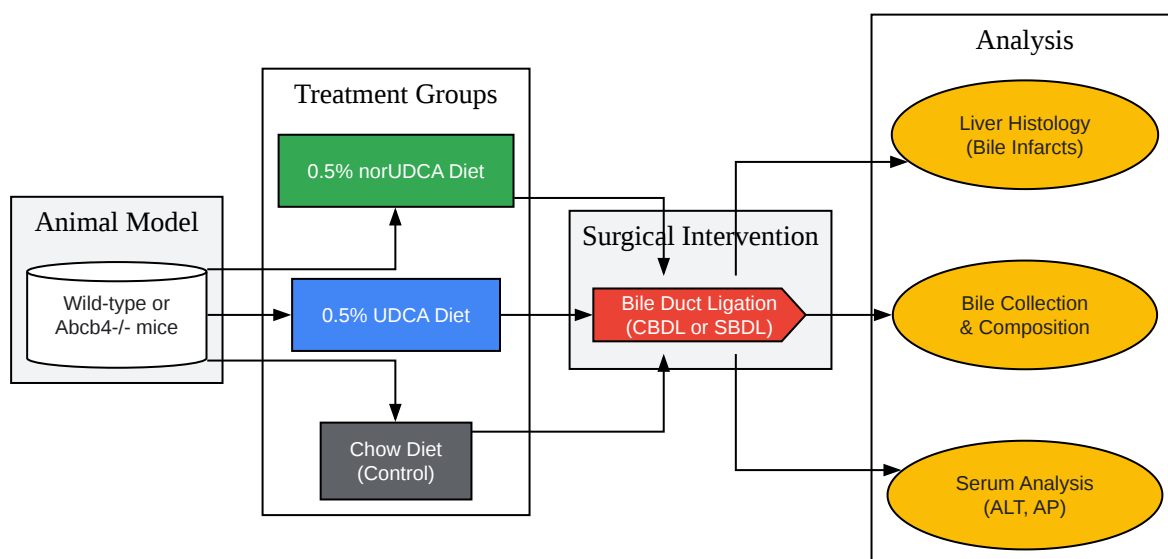 Animal Model
Wild-type or
Abcb4-/- mice
Treatment Groups
0.5% norUDCA Diet
0.5% UDCA Diet
Chow Diet
(Control)
Surgical Intervention
Bile Duct Ligation
(CBDL or SBDL)
Analysis
Liver Histology
(Bile Infarcts)
Bile Collection
& Composition
Serum Analysis
(ALT, AP)